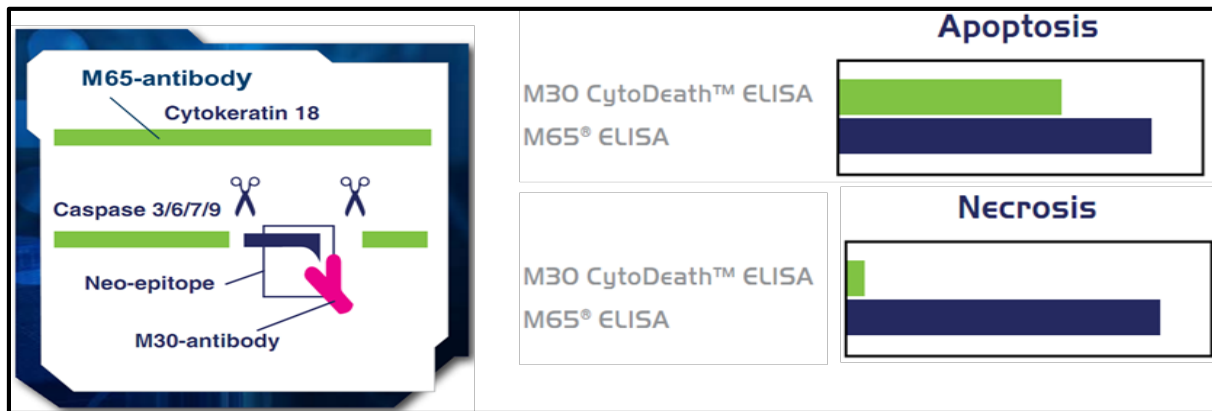 M65-antibody
Cytokeratin 18
Caspase 3/6/7/9
Neo-epitope
M30-antibody
Apoptosis
M30 CytoDeath™ ELISA
M65® ELISA
Necrosis
M30 CytoDeath™ ELISA
M65® ELISA